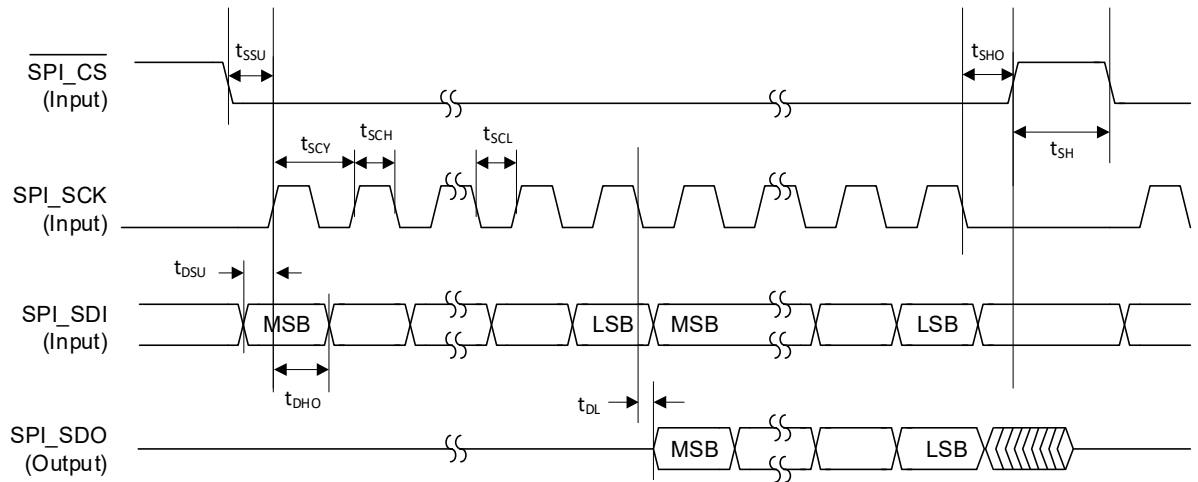 tSSU
tSHO
SPI_CS
(Input)
tSCY
tSCH
tSCL
tSH
SPI_SCK
(Input)
tDSU
SPI_SDI
(Input)
MSB
LSB
MSB
LSB
tDHO
tDL
SPI_SDO
(Output)
MSB
LSB